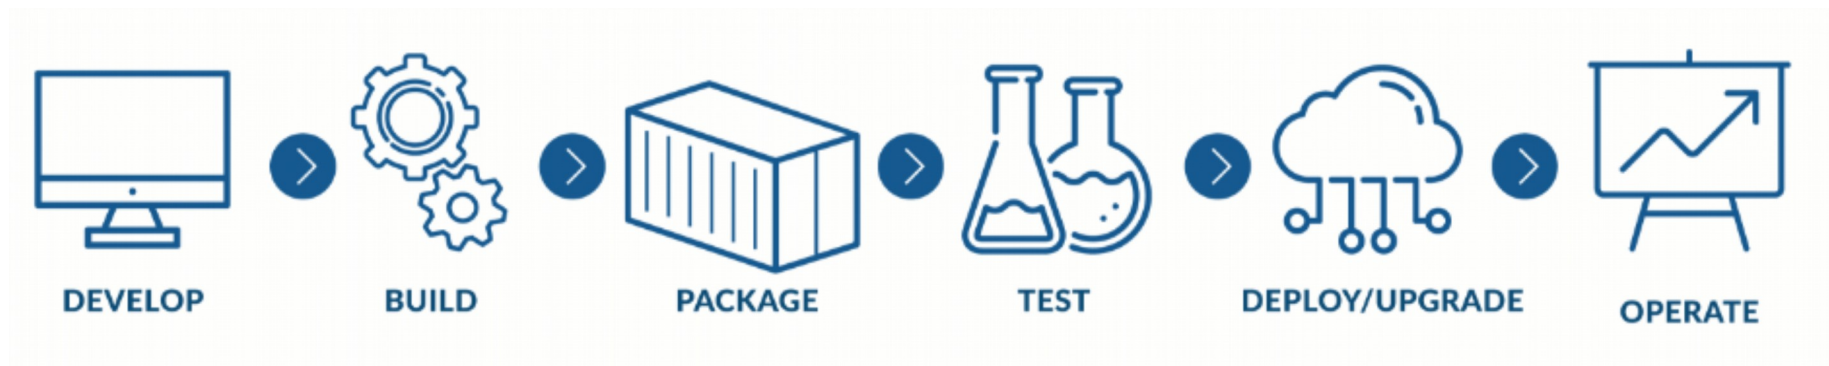 DEVELOP
BUILD
PACKAGE
TEST
DEPLOY/UPGRADE
OPERATE